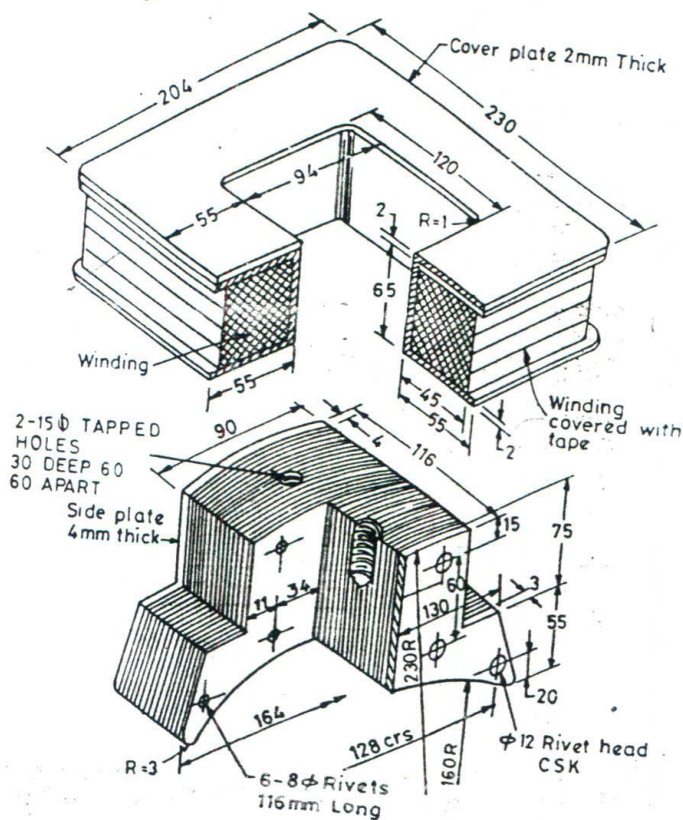 Cover plate 2mm Thick
204
230
120
94
55
2
R=1
65
Winding
55
45
55
2
Winding
covered with
tape
2-15ϕ TAPPED
HOLES
30 DEEP 60
60 APART
90
4
116
Side plate
4mm thick
15
75
60
3
11
34
130
55
230R
20
164
128 crs
160R
ϕ12 Rivet head
CSK
R=3
6-8ϕ Rivets
116mm Long